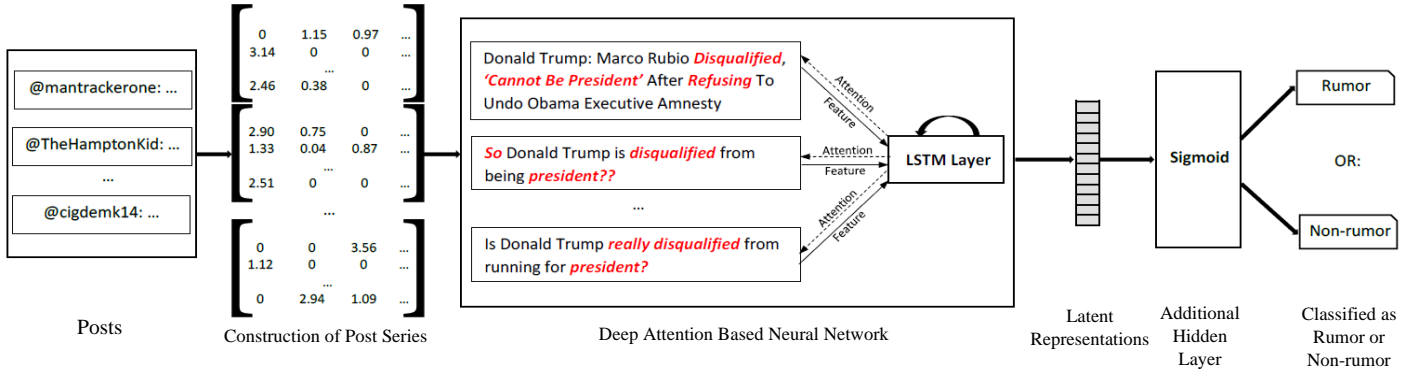 @mantrackerone: ...
@TheHamptonKid: ...
...
@cigdemk14: ...
Posts
0 1.15 0.97 ...
3.14 0 0 ...
...
2.46 0.38 0 ...
2.90 0.75 0 ...
1.33 0.04 0.87 ...
...
2.51 0 0 ...
...
0 0 3.56 ...
1.12 0 0 ...
...
0 2.94 1.09 ...
Construction of Post Series
Donald Trump: Marco Rubio Disqualified,
‘Cannot Be President’ After Refusing To
Undo Obama Executive Amnesty
So Donald Trump is disqualified from
being president??
...
Is Donald Trump really disqualified from
running for president?
Attention
Feature
Attention
Feature
Attention
Feature
LSTM Layer
Deep Attention Based Neural Network
Latent
Representations
Sigmoid
Additional
Hidden
Layer
Rumor
OR:
Non-rumor
Classified as
Rumor or
Non-rumor